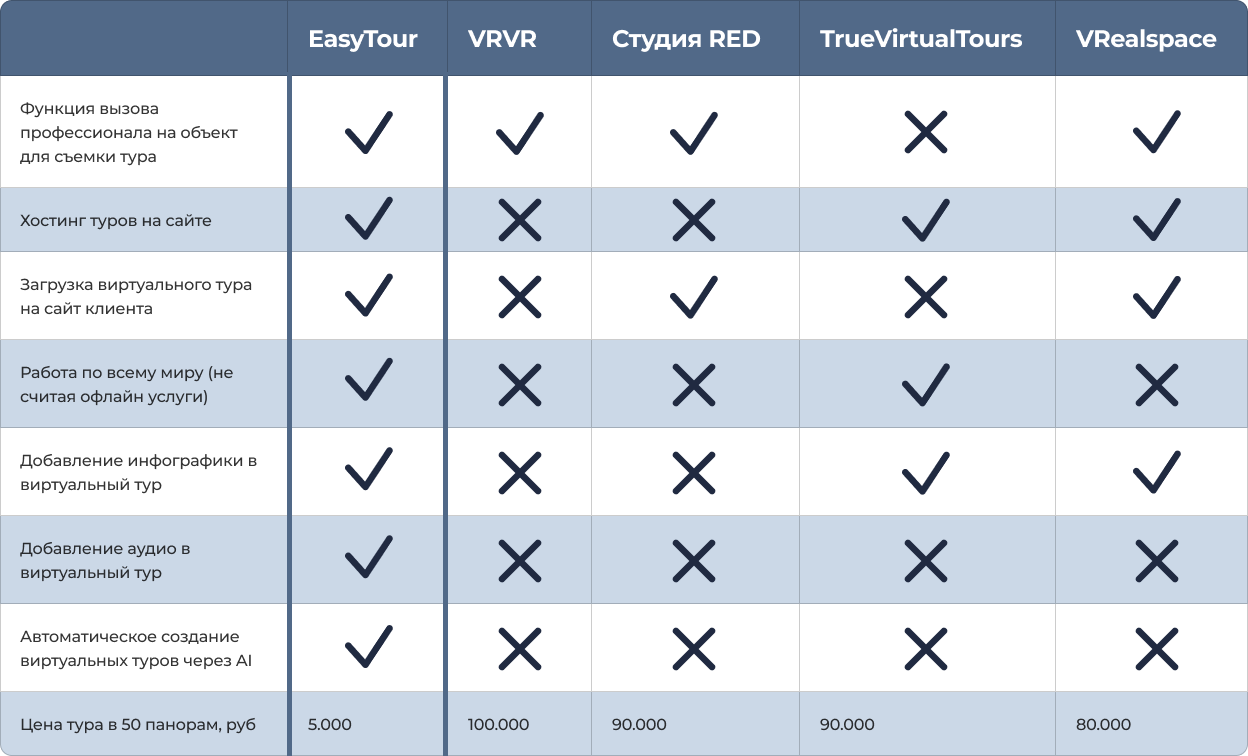 EasyTour VRVR Студия RED TrueVirtualTours VRealspace
Функция вызова
профессионала на объект
для съемки тура
Хостинг туров на сайте
Загрузка виртуального тура
на сайт клиента
Работа по всему миру (не
считая офлайн услуги)
Добавление инфографики в
виртуальный тур
Добавление аудио в
виртуальный тур
Автоматическое создание
виртуальных туров через AI
Цена тура в 50 панорам, руб 5.000 100.000 90.000 90.000 80.000